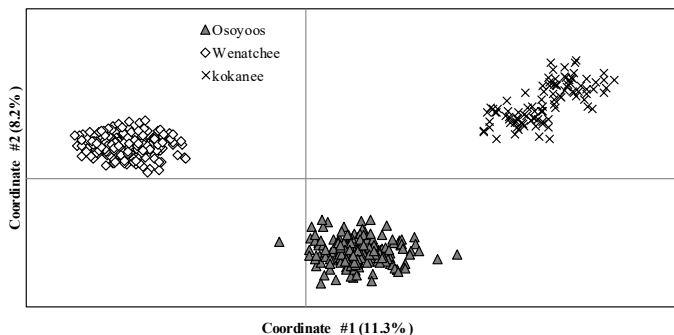 Osoyoos
Wenatchee
kokanee
Coordinate #2 (8.2%)
Coordinate #1 (11.3%)